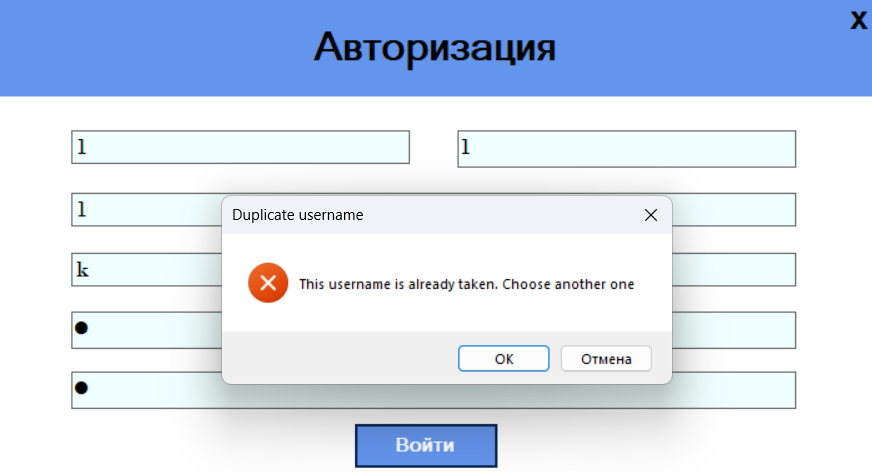 X
Авторизация
l l
l
Duplicate username
k
This username is already taken. Choose another one
OK Отмена
Войти